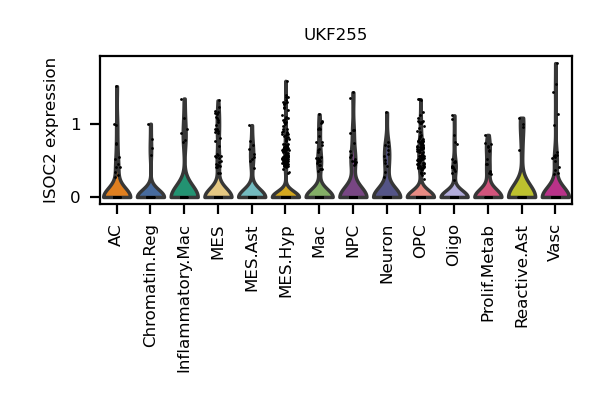 UKF255
ISOC2 expression
1
0
AC
Chromatin.Reg
Inflammatory.Mac
MES
MES.Ast
MES.Hyp
Mac
NPC
Neuron
OPC
Oligo
Prolif.Metab
Reactive.Ast
Vasc